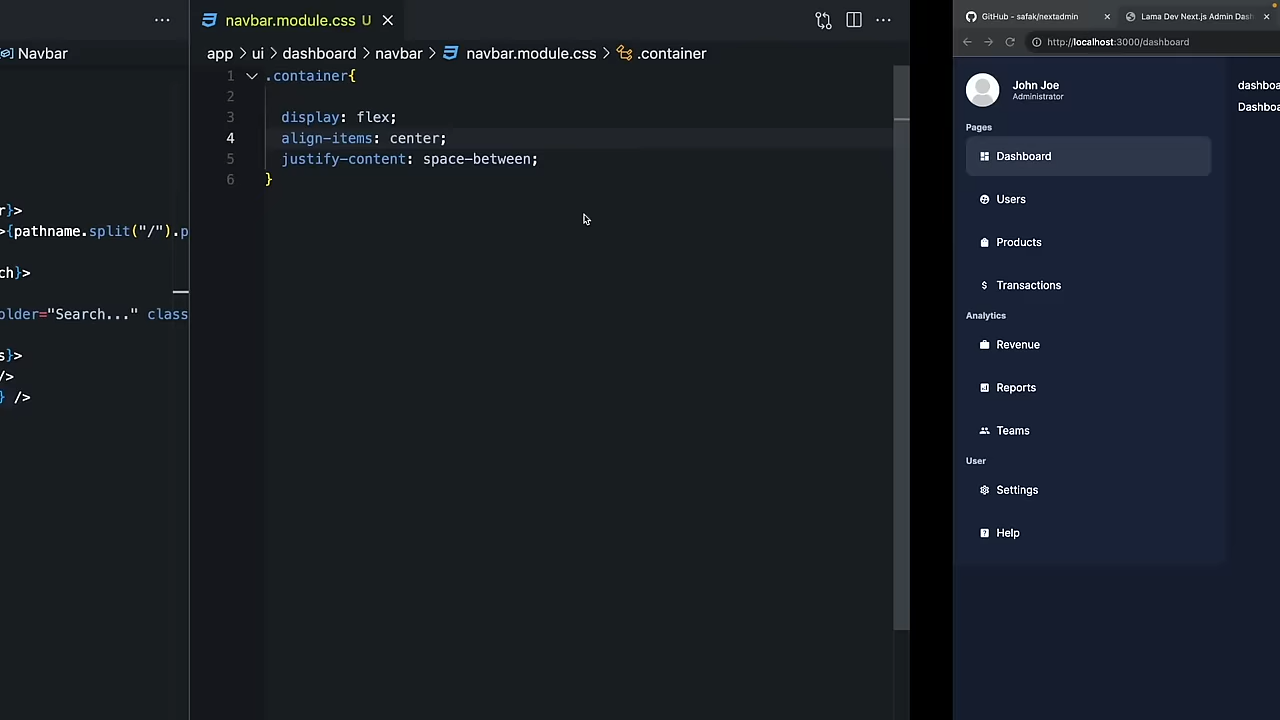 navbar.module.css U
Navbar
app > ui > dashboard > navbar > navbar.module.css > .container
1 .container{
2
3 display: flex;
4 align-items: center;
5 justify-content: space-between;
6 }
r}>
>{pathname.split("/").p
ch}>
older="Search..." class
s}>
/>
} />
GitHub - safak/nextadmin
Lama Dev Next.js Admin Das
http://localhost:3000/dashboard
John Joe
Administrator
Pages
Dashboard
Users
Products
Transactions
Analytics
Revenue
Reports
Teams
User
Settings
Help
dashboa
Dashboa